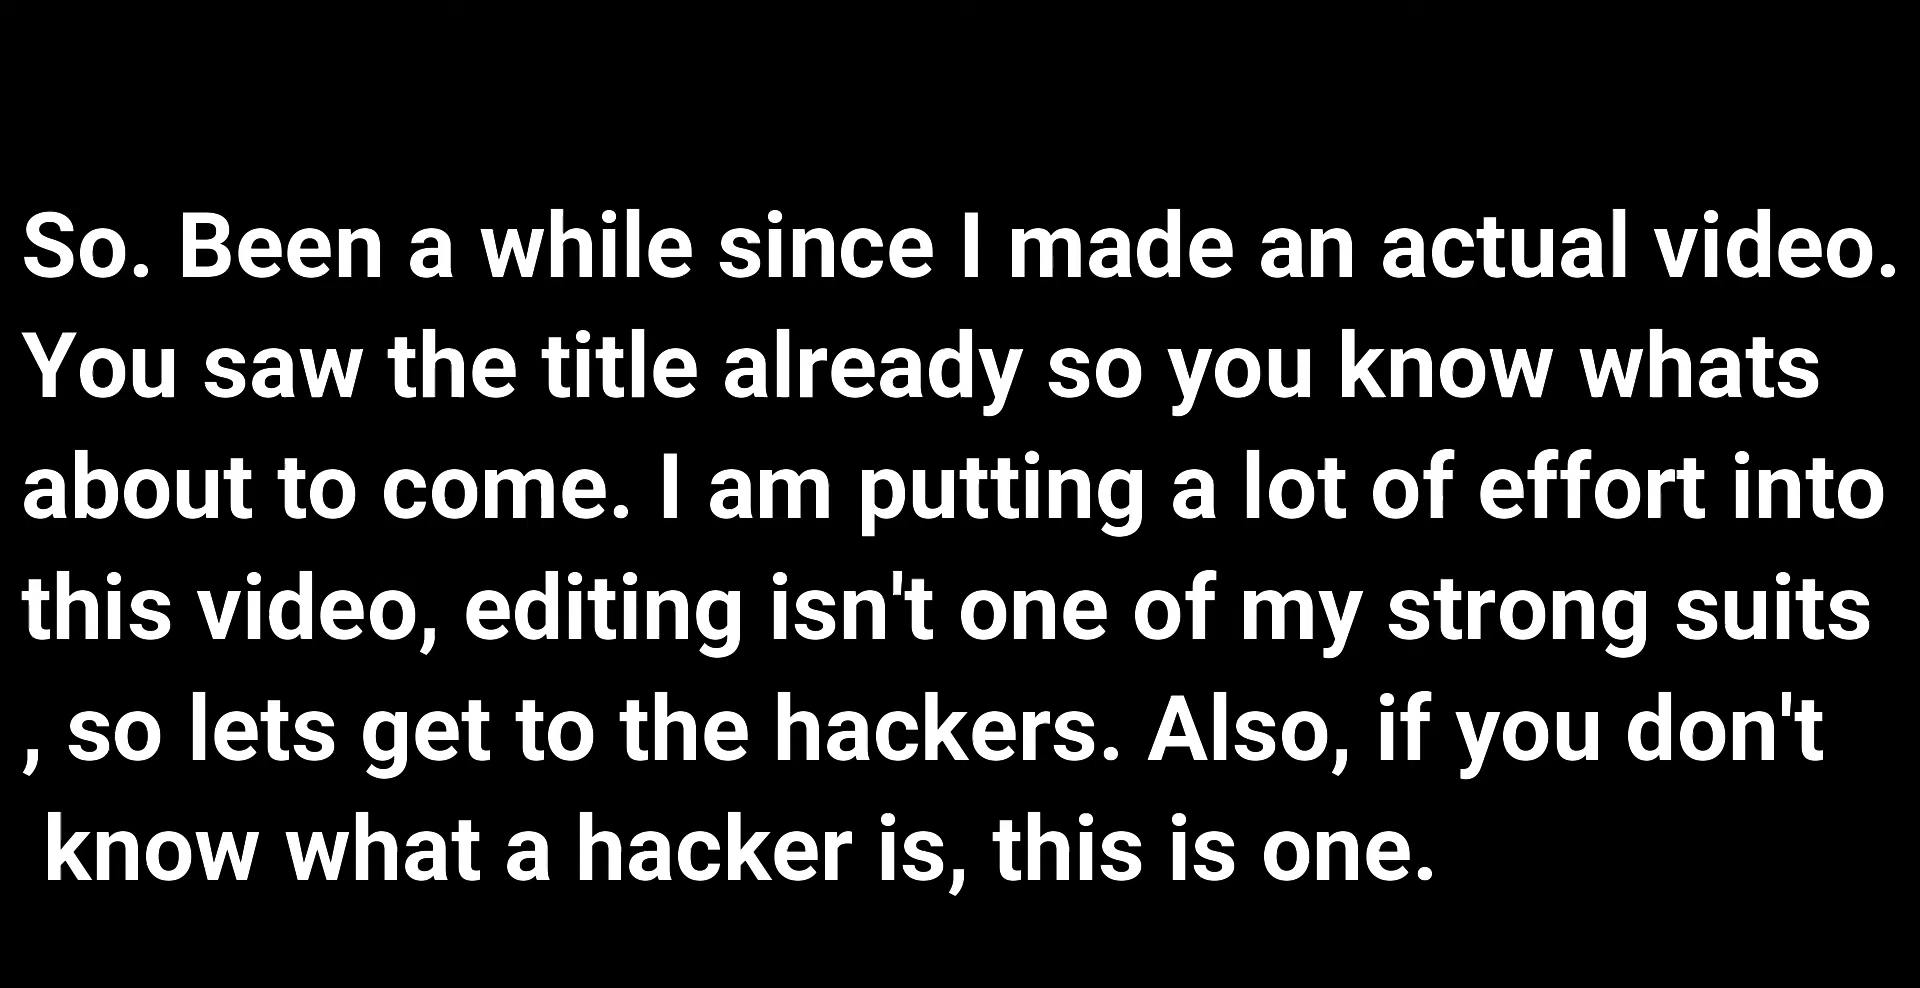 So. Been a while since I made an actual video.
You saw the title already so you know whats
about to come. I am putting a lot of effort into
this video, editing isn't one of my strong suits
, so lets get to the hackers. Also, if you don't
know what a hacker is, this is one.